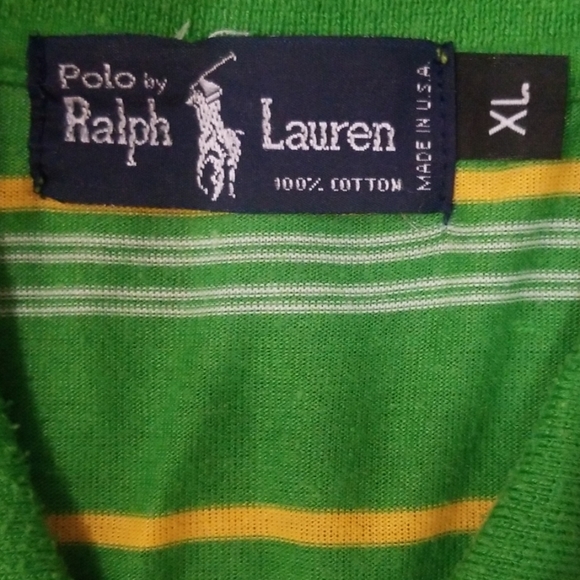 Polo by
Ralph Lauren
100% COTTON
MADE IN U.S.A.
XL